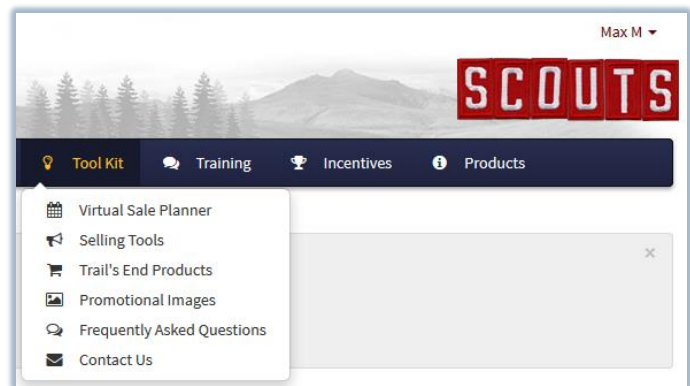 Max M
SCOUTS
Tool Kit Training Incentives Products
Virtual Sale Planner
Selling Tools
Trail's End Products
Promotional Images
Frequently Asked Questions
Contact Us